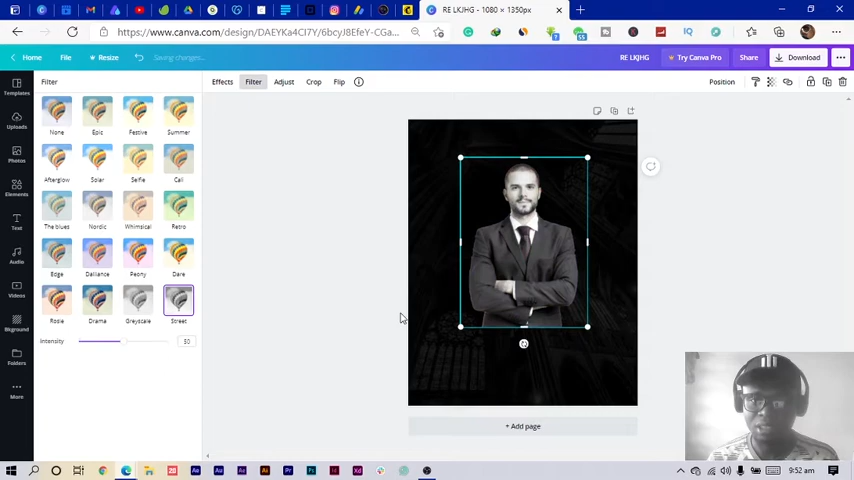 RE LKJHG - 1080 × 1350px
https://www.canva.com/design/DAEYKa4CI7Y/6bcyJ8EfeY-CGa...
Home File Resize Saving changes... RE LKJHG Try Canva Pro Share Download
Filter Effects Filter Adjust Crop Flip Position
Templates
Uploads
Photos
Elements
Text
Audio
Videos
Bkground
Folders
More
None Epic Festive Summer
Afterglow Solar Selfie Cali
The blues Nordic Whimsical Retro
Edge Dalliance Peony Dare
Rosie Drama Greyscale Street
Intensity 50
+ Add page
9:52 am